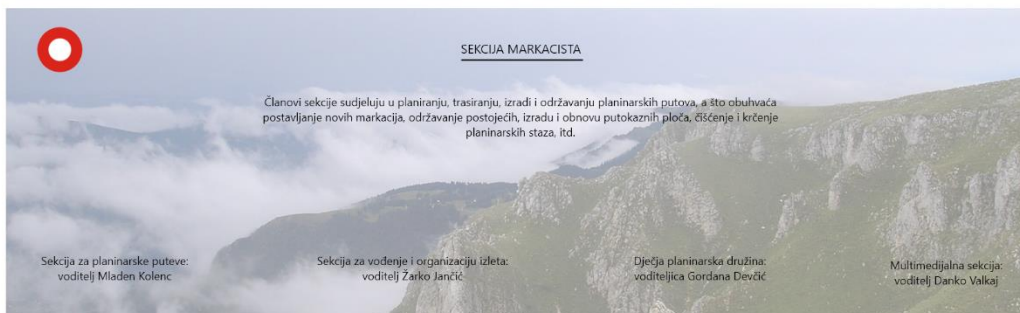 SEKCIJA MARKACISTA
Članovi sekcije sudjeluju u planiranju, trasiranju, izradi i održavanju planinarskih putova, a što obuhvaća
postavljanje novih markacija, održavanje postojećih, izradu i obnovu putokaznih ploča, čišćenje i krčenje
planinarskih staza, itd.
Sekcija za planinarske puteve:
voditelj Mladen Kolenc
Sekcija za vođenje i organizaciju izleta:
voditelj Žarko Jančić
Dječja planinarska družina:
voditeljica Gordana Devčić
Multimedijalna sekcija:
voditelj Danko Valkaj